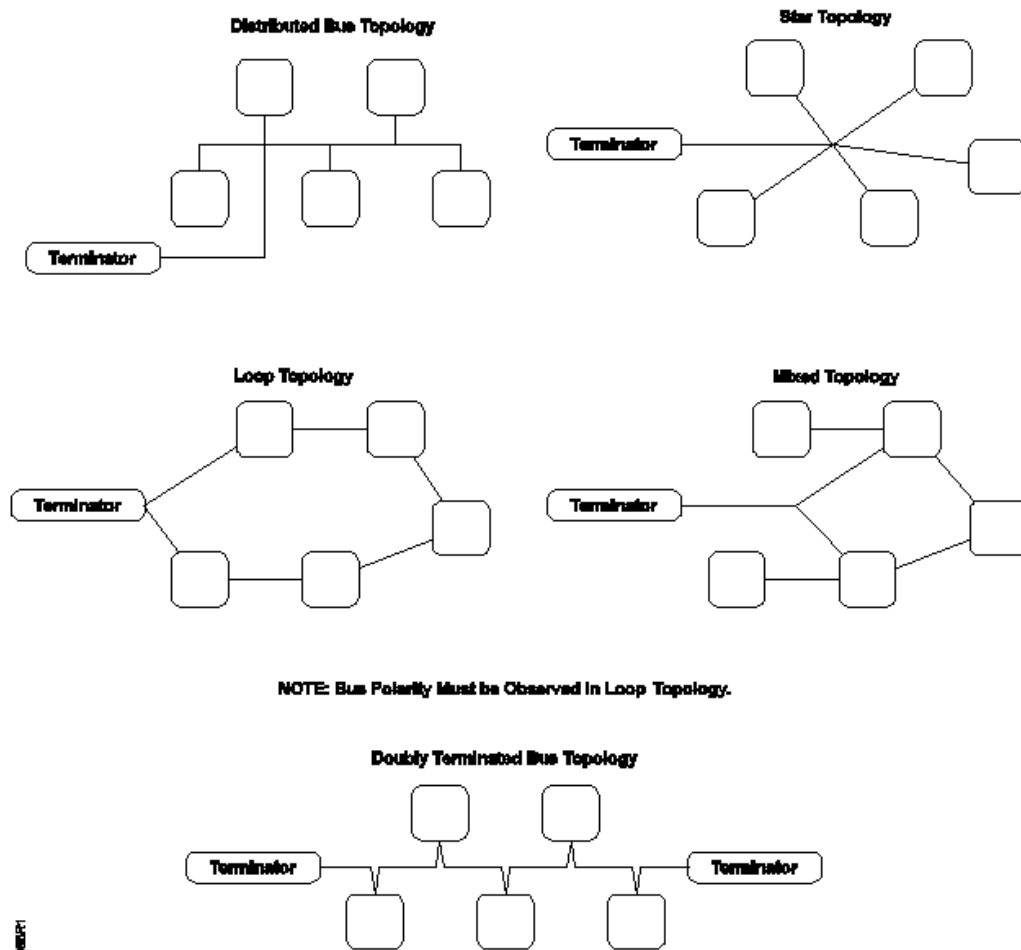 Distributed Bus Topology
Star Topology
Terminator
Terminator
Loop Topology
Mixed Topology
Terminator
Terminator
NOTE: Bus Polarity Must be Observed in Loop Topology.
Doubly Terminated Bus Topology
Terminator
Terminator